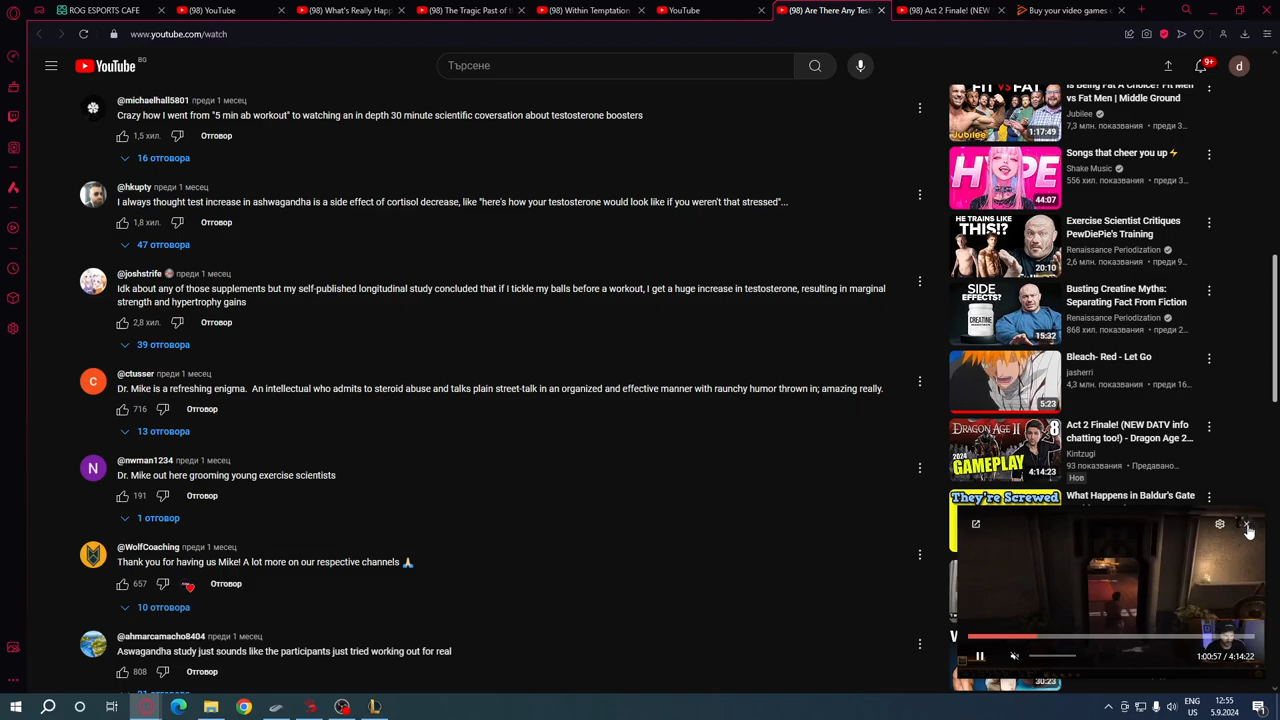 ROG ESPORTS CAFE
(98) YouTube
(98) What's Really Happ
(98) The Tragic Past of t
(98) Within Temptation
YouTube
(98) Are There Any Test
(98) Act 2 Finale! (NEW
Buy your video games c
www.youtube.com/watch
YouTube BG
Търсене
9+
d
@michaelhall5801 преди 1 месец
Crazy how I went from "5 min ab workout" to watching an in depth 30 minute scientific coversation about testosterone boosters
1,5 хил. Отговор
16 отговора
@hkupty преди 1 месец
I always thought test increase in ashwagandha is a side effect of cortisol decrease, like "here's how your testosterone would look like if you weren't that stressed"...
1,8 хил. Отговор
47 отговора
@joshstrife преди 1 месец
Idk about any of those supplements but my self-published longitudinal study concluded that if I tickle my balls before a workout, I get a huge increase in testosterone, resulting in marginal
strength and hypertrophy gains
2,8 хил. Отговор
39 отговора
C
@ctusser преди 1 месец
Dr. Mike is a refreshing enigma. An intellectual who admits to steroid abuse and talks plain street-talk in an organized and effective manner with raunchy humor thrown in; amazing really.
716 Отговор
13 отговора
N
@nwman1234 преди 1 месец
Dr. Mike out here grooming young exercise scientists
191 Отговор
1 отговор
@WolfCoaching преди 1 месец
Thank you for having us Mike! A lot more on our respective channels 🙏
657 Отговор
10 отговора
@ahmarcamacho8404 преди 1 месец
Aswagandha study just sounds like the participants just tried working out for real
808 Отговор
FIT VS FAT
Jubilee
1:17:49
Is Being Fat A Choice? Fit Men
vs Fat Men | Middle Ground
Jubilee
7,3 млн. показвания • преди 3...
HYPE
44:07
Songs that cheer you up ⚡
Shake Music
556 хил. показвания • преди 3...
HE TRAINS LIKE
THIS!?
20:10
Exercise Scientist Critiques
PewDiePie's Training
Renaissance Periodization
2,6 млн. показвания • преди 9...
SIDE
EFFECTS?
CREATINE
15:32
Busting Creatine Myths:
Separating Fact From Fiction
Renaissance Periodization
868 хил. показвания • преди 2...
5:23
Bleach- Red - Let Go
jasherri
4,3 млн. показвания • преди 16...
DRAGON AGE II 8
2024
GAMEPLAY
4:14:23
Act 2 Finale! (NEW DATV info
chatting too!) - Dragon Age 2...
Kintzugi
93 показвания • Предавано...
Нов
They're Screwed
What Happens in Baldur's Gate
1:00:57 / 4:14:22
30:23
ENG
US
12:55
5.9.2024